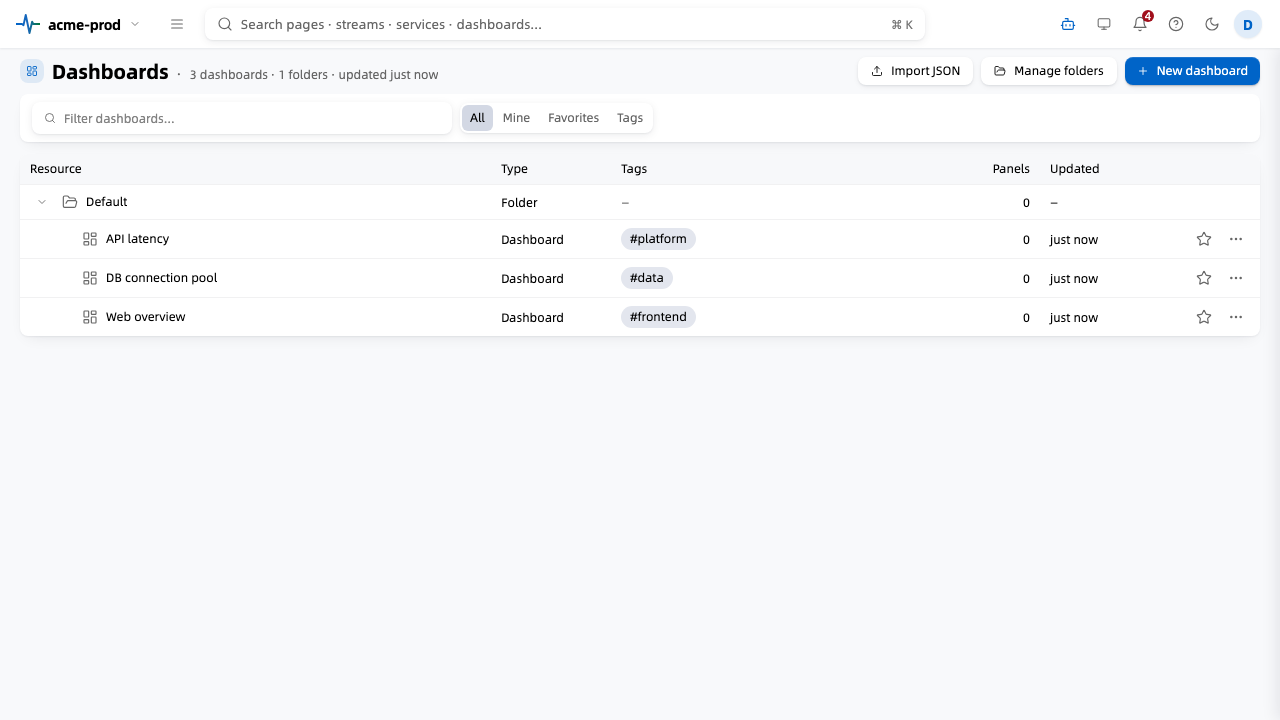 acme-prod
Search pages · streams · services · dashboards...
⌘ K
4
D
Dashboards · 3 dashboards · 1 folders · updated just now
Import JSON
Manage folders
New dashboard
Filter dashboards...
All Mine Favorites Tags
Resource Type Tags Panels Updated
Default Folder — 0 —
API latency Dashboard #platform 0 just now
DB connection pool Dashboard #data 0 just now
Web overview Dashboard #frontend 0 just now